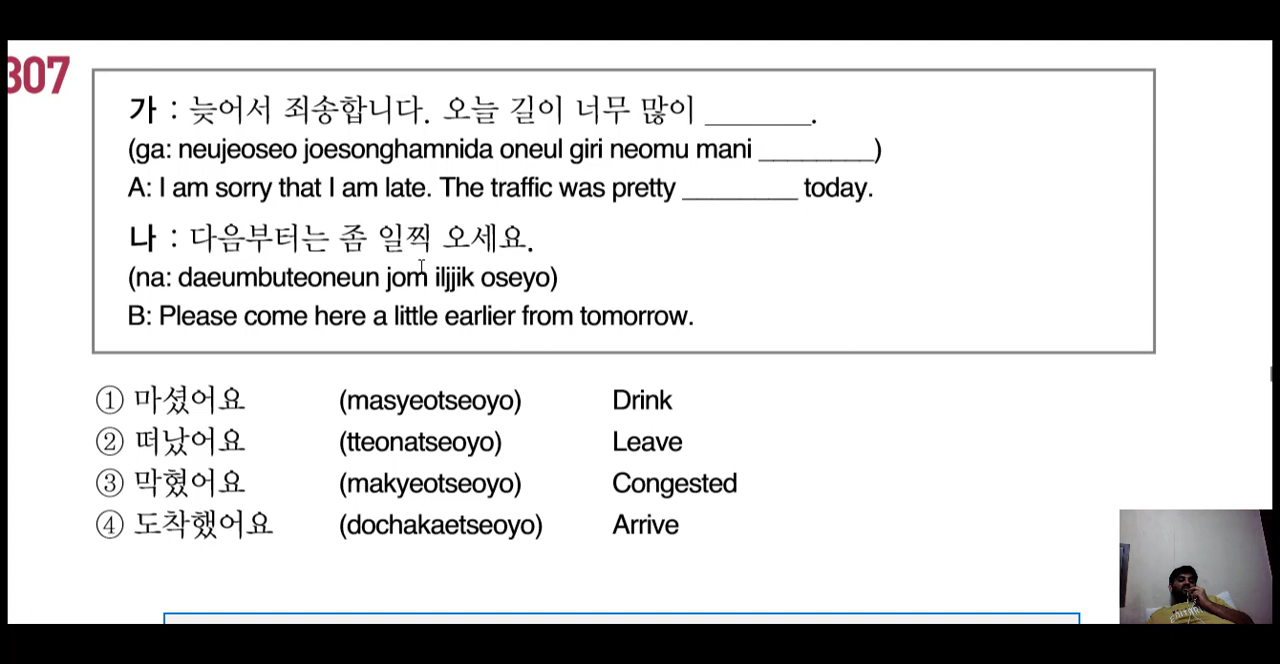 307
가 : 늦어서 죄송합니다. 오늘 길이 너무 많이 ________.
(ga: neujeoseo joesonghamnida oneul giri neomu mani ________)
A: I am sorry that I am late. The traffic was pretty ________ today.
나 : 다음부터는 좀 일찍 오세요.
(na: daeumbuteoneun jom iljjik oseyo)
B: Please come here a little earlier from tomorrow.
① 마셨어요 (masyeotseoyo) Drink
② 떠났어요 (tteonatseoyo) Leave
③ 막혔어요 (makyeotseoyo) Congested
④ 도착했어요 (dochakaetseoyo) Arrive